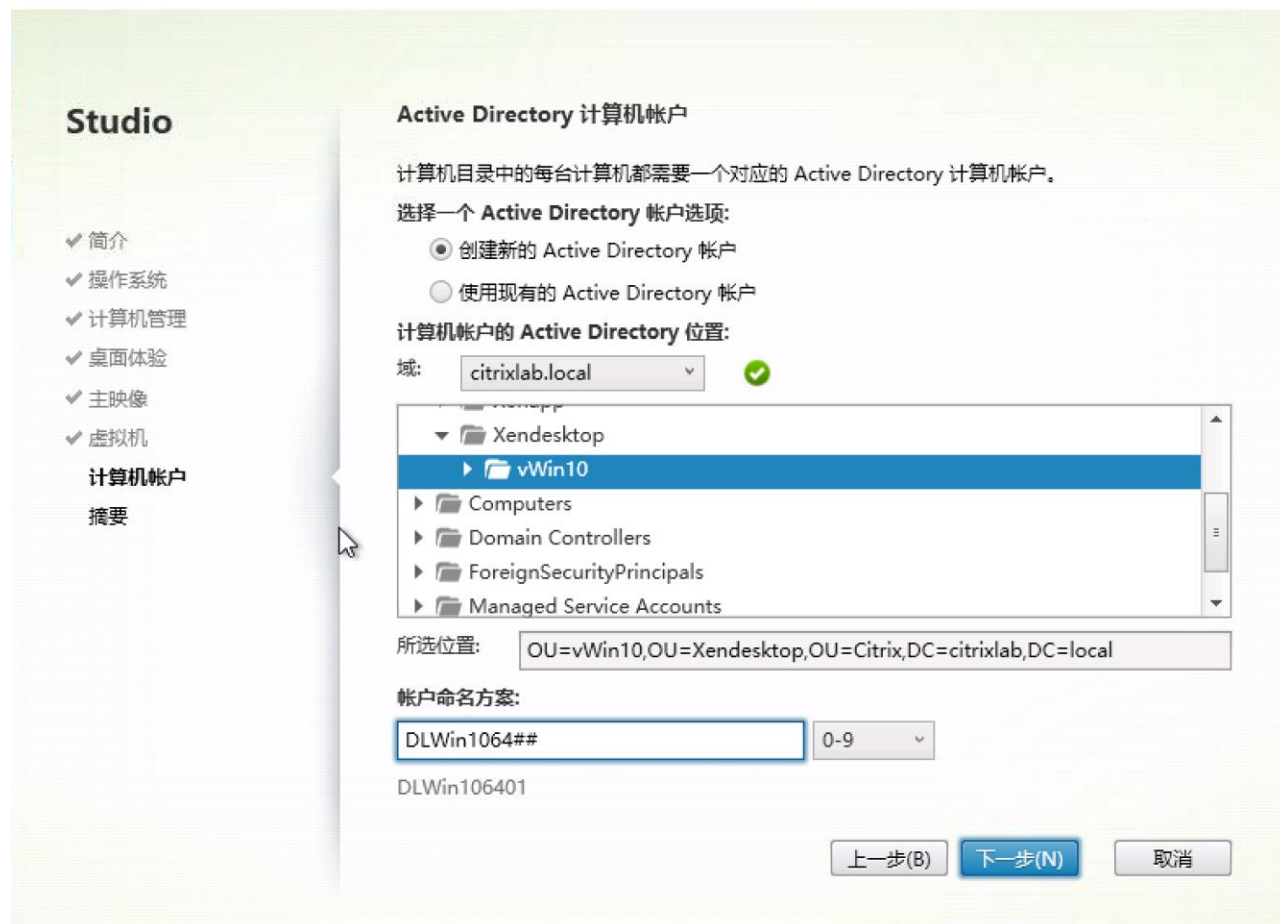 Studio
简介
操作系统
计算机管理
桌面体验
主映像
虚拟机
计算机帐户
摘要
Active Directory 计算机帐户
计算机目录中的每台计算机都需要一个对应的 Active Directory 计算机帐户。
选择一个 Active Directory 帐户选项:
创建新的 Active Directory 帐户
使用现有的 Active Directory 帐户
计算机帐户的 Active Directory 位置:
域: citrixlab.local
Xendesktop
vWin10
Computers
Domain Controllers
ForeignSecurityPrincipals
Managed Service Accounts
所选位置: OU=vWin10,OU=Xendesktop,OU=Citrix,DC=citrixlab,DC=local
帐户命名方案:
DLWin1064## 0-9
DLWin106401
上一步(B) 下一步(N) 取消